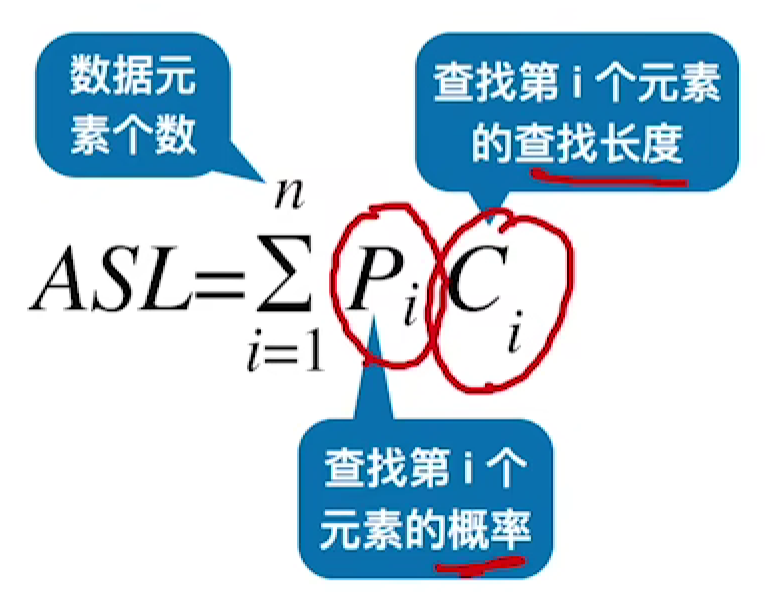 数据元
素个数
查找第 i 个元素
的查找长度
n
ASL=∑ P_i C_i
i=1
查找第 i 个
元素的概率